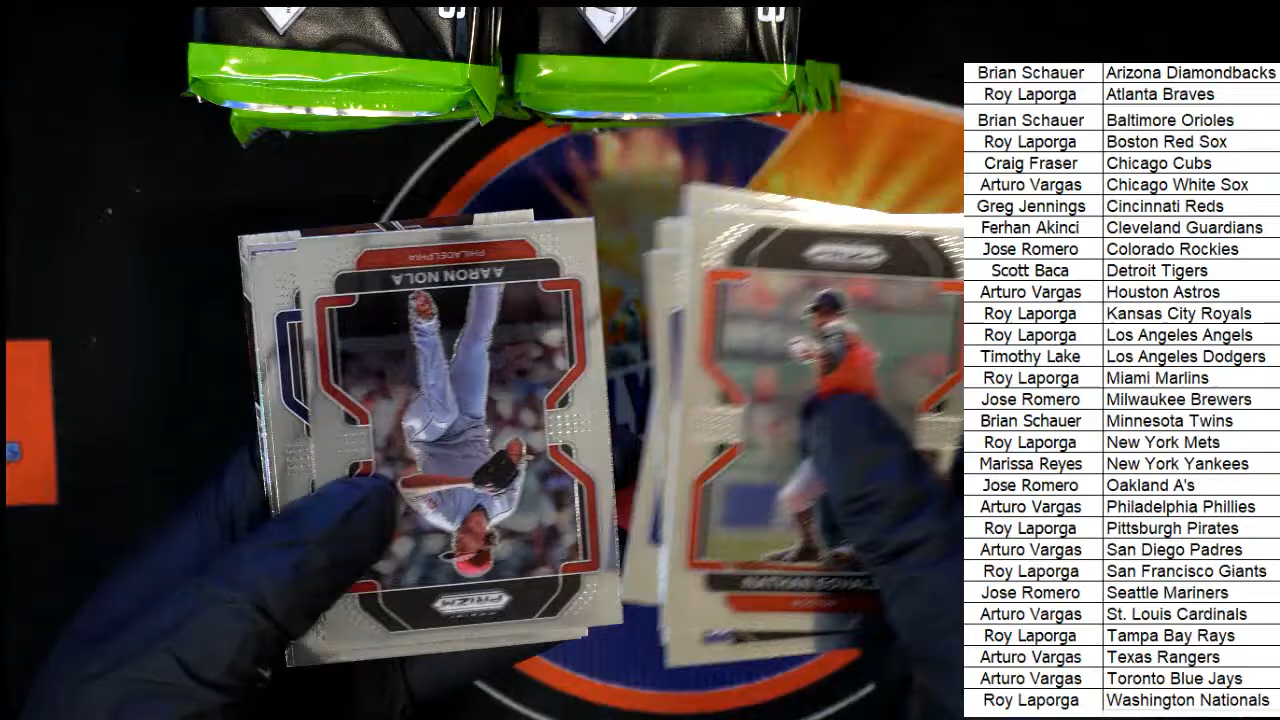 PHILADELPHIA
AARON NOLA
PRIZM
Brian Schauer Arizona Diamondbacks
Roy Laporga Atlanta Braves
Brian Schauer Baltimore Orioles
Roy Laporga Boston Red Sox
Craig Fraser Chicago Cubs
Arturo Vargas Chicago White Sox
Greg Jennings Cincinnati Reds
Ferhan Akinci Cleveland Guardians
Jose Romero Colorado Rockies
Scott Baca Detroit Tigers
Arturo Vargas Houston Astros
Roy Laporga Kansas City Royals
Roy Laporga Los Angeles Angels
Timothy Lake Los Angeles Dodgers
Roy Laporga Miami Marlins
Jose Romero Milwaukee Brewers
Brian Schauer Minnesota Twins
Roy Laporga New York Mets
Marissa Reyes New York Yankees
Jose Romero Oakland A's
Arturo Vargas Philadelphia Phillies
Roy Laporga Pittsburgh Pirates
Arturo Vargas San Diego Padres
Roy Laporga San Francisco Giants
Jose Romero Seattle Mariners
Arturo Vargas St. Louis Cardinals
Roy Laporga Tampa Bay Rays
Arturo Vargas Texas Rangers
Arturo Vargas Toronto Blue Jays
Roy Laporga Washington Nationals